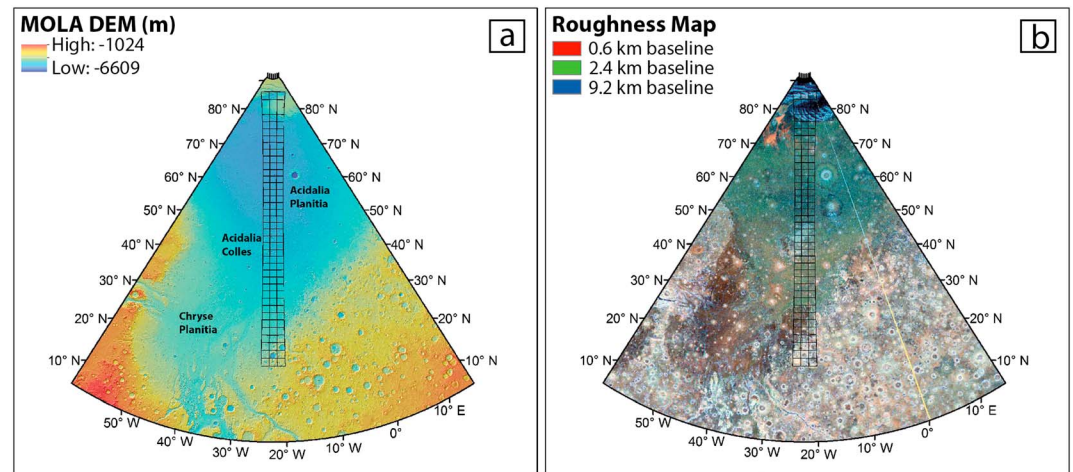 MOLA DEM (m)
High: -1024
Low: -6609
a
80° N
80° N
70° N
70° N
60° N
60° N
50° N
50° N
40° N
40° N
30° N
30° N
20° N
20° N
10° N
10° N
Acidalia
Planitia
Acidalia
Colles
Chryse
Planitia
50° W
40° W
30° W
20° W
10° W
0°
10° E
Roughness Map
0.6 km baseline
2.4 km baseline
9.2 km baseline
b
80° N
80° N
70° N
70° N
60° N
60° N
50° N
50° N
40° N
40° N
30° N
30° N
20° N
20° N
10° N
10° N
50° W
40° W
30° W
20° W
10° W
0°
10° E